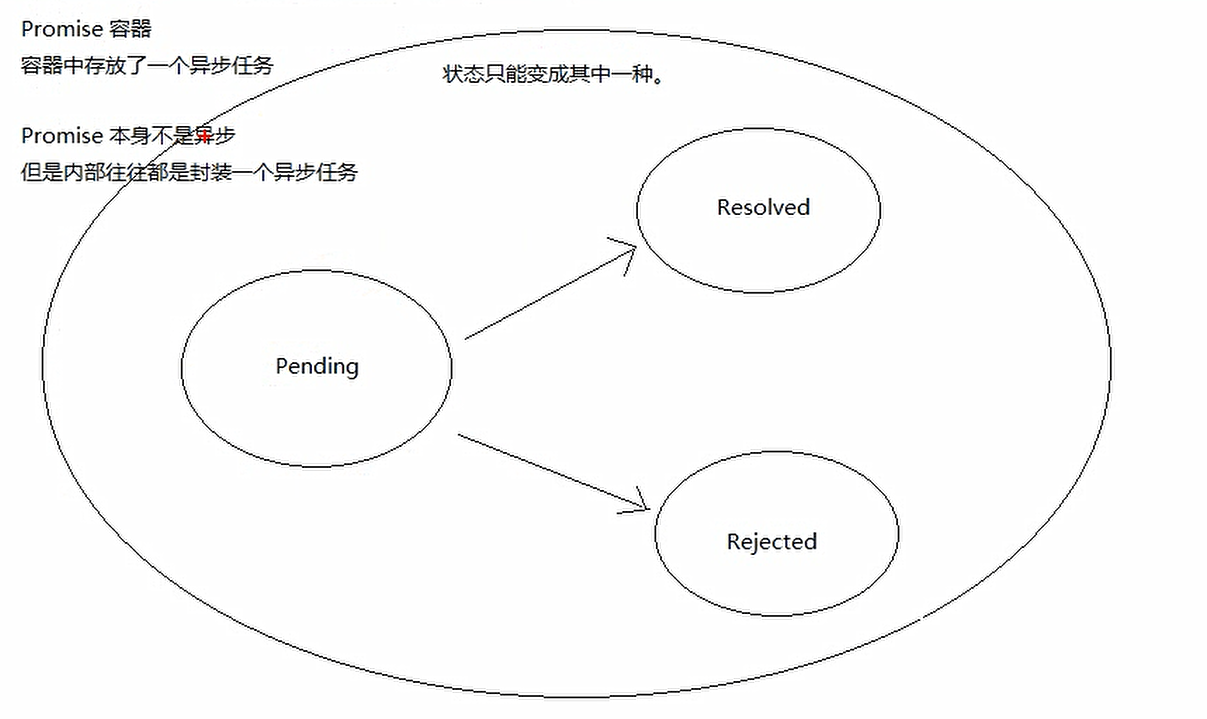 Promise 容器
容器中存放了一个异步任务
状态只能变成其中一种。
Promise 本身不是异步
但是内部往往都是封装一个异步任务
Resolved
Pending
Rejected